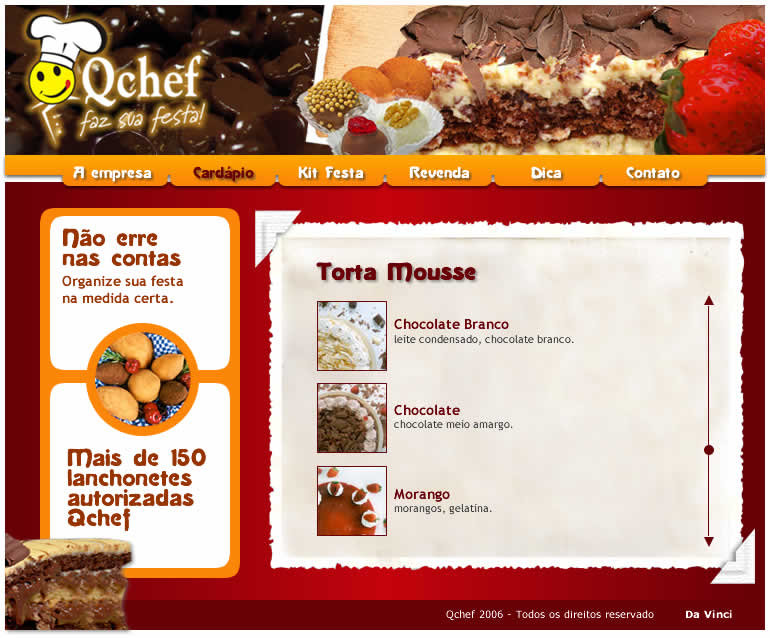 Qchef
faz sua festa!
A empresa
Cardápio
Kit Festa
Revenda
Dica
Contato
Não erre
nas contas
Organize sua festa
na medida certa.
Mais de 150
lanchonetes
autorizadas
Qchef
Torta Mousse
Chocolate Branco
leite condensado, chocolate branco.
Chocolate
chocolate meio amargo.
Morango
morangos, gelatina.
Qchef 2006 - Todos os direitos reservado
Da Vinci